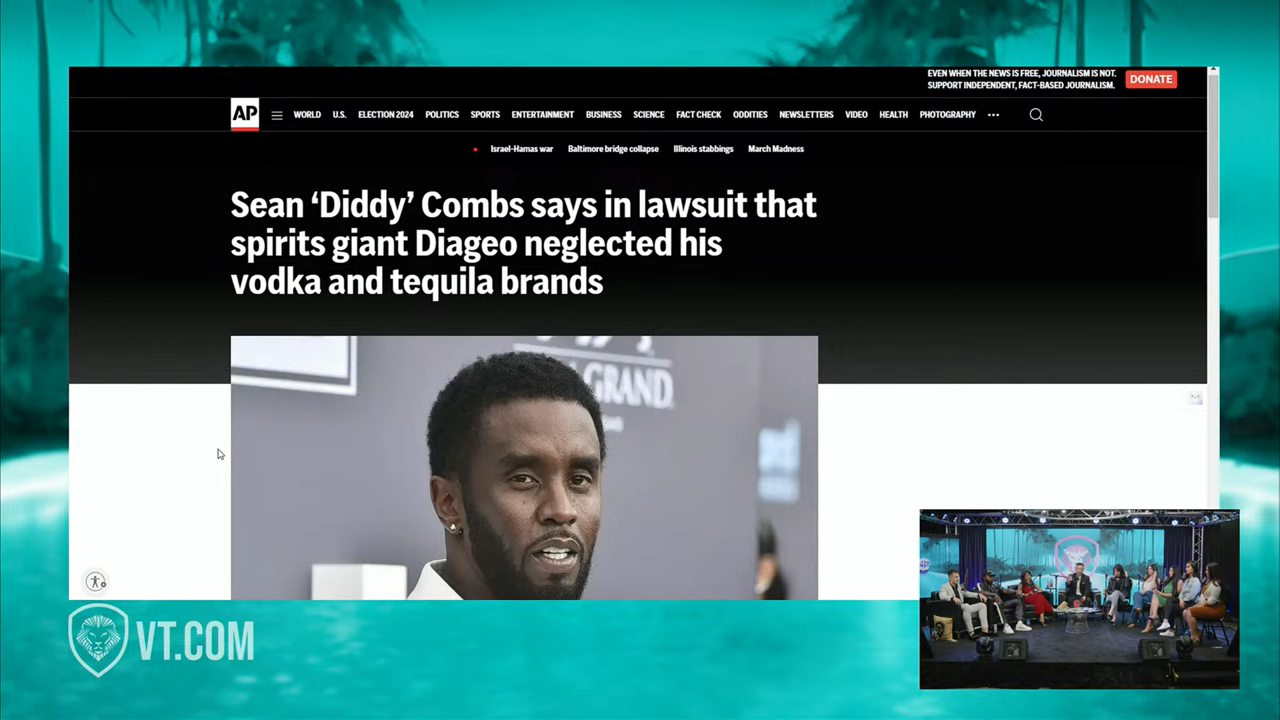 EVEN WHEN THE NEWS IS FREE, JOURNALISM IS NOT.
SUPPORT INDEPENDENT, FACT-BASED JOURNALISM.
DONATE
AP
WORLD U.S. ELECTION 2024 POLITICS SPORTS ENTERTAINMENT BUSINESS SCIENCE FACT CHECK ODDITIES NEWSLETTERS VIDEO HEALTH PHOTOGRAPHY •••
Israel-Hamas war Baltimore bridge collapse Illinois stabbings March Madness
Sean ‘Diddy’ Combs says in lawsuit that
spirits giant Diageo neglected his
vodka and tequila brands
GRAND
VT.COM